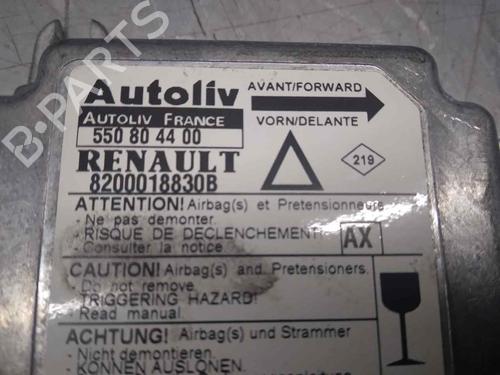 Autoliv
AVANT/FORWARD
AUTOLIV FRANCE
VORN/DELANTE
550 80 44 00
RENAULT
219
8200018830B
ATTENTION! Airbag(s) et Pretensionneurs
- Ne pas demonter.
- RISQUE DE DECLENCHEMENT!
- Consulter la notice.
AX
CAUTION! Airbag(s) and Pretensioners.
- Do not remove.
- TRIGGERING HAZARD!
- Read manual.
ACHTUNG! Airbag(s) und Strammer
- Nicht demontieren.
- KONNEN AUSLOSEN.
B-PARTS